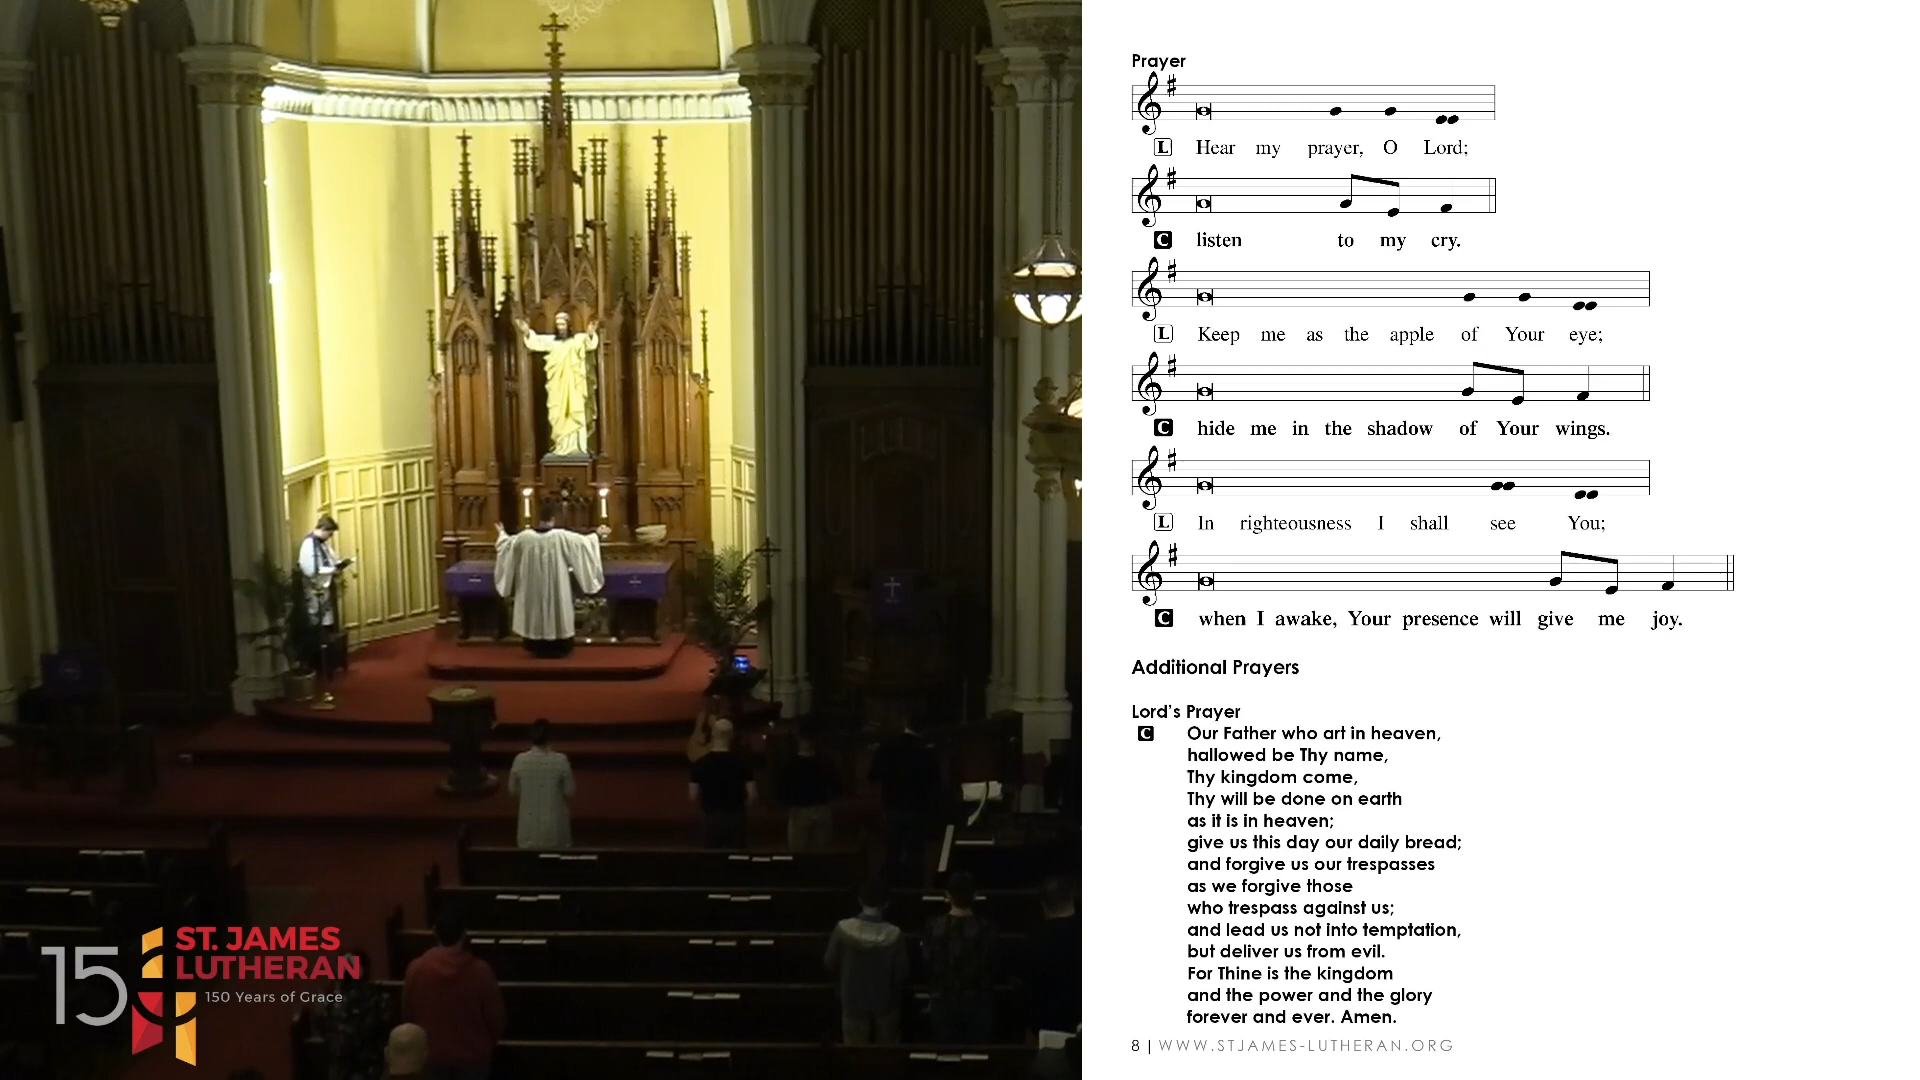 Prayer
L Hear my prayer, O Lord;
C listen to my cry.
L Keep me as the apple of Your eye;
C hide me in the shadow of Your wings.
L In righteousness I shall see You;
C when I awake, Your presence will give me joy.
Additional Prayers
Lord’s Prayer
C Our Father who art in heaven,
hallowed be Thy name,
Thy kingdom come,
Thy will be done on earth
as it is in heaven;
give us this day our daily bread;
and forgive us our trespasses
as we forgive those
who trespass against us;
and lead us not into temptation,
but deliver us from evil.
For Thine is the kingdom
and the power and the glory
forever and ever. Amen.
8 | WWW.STJAMES-LUTHERAN.ORG
150
ST. JAMES
LUTHERAN
150 Years of Grace